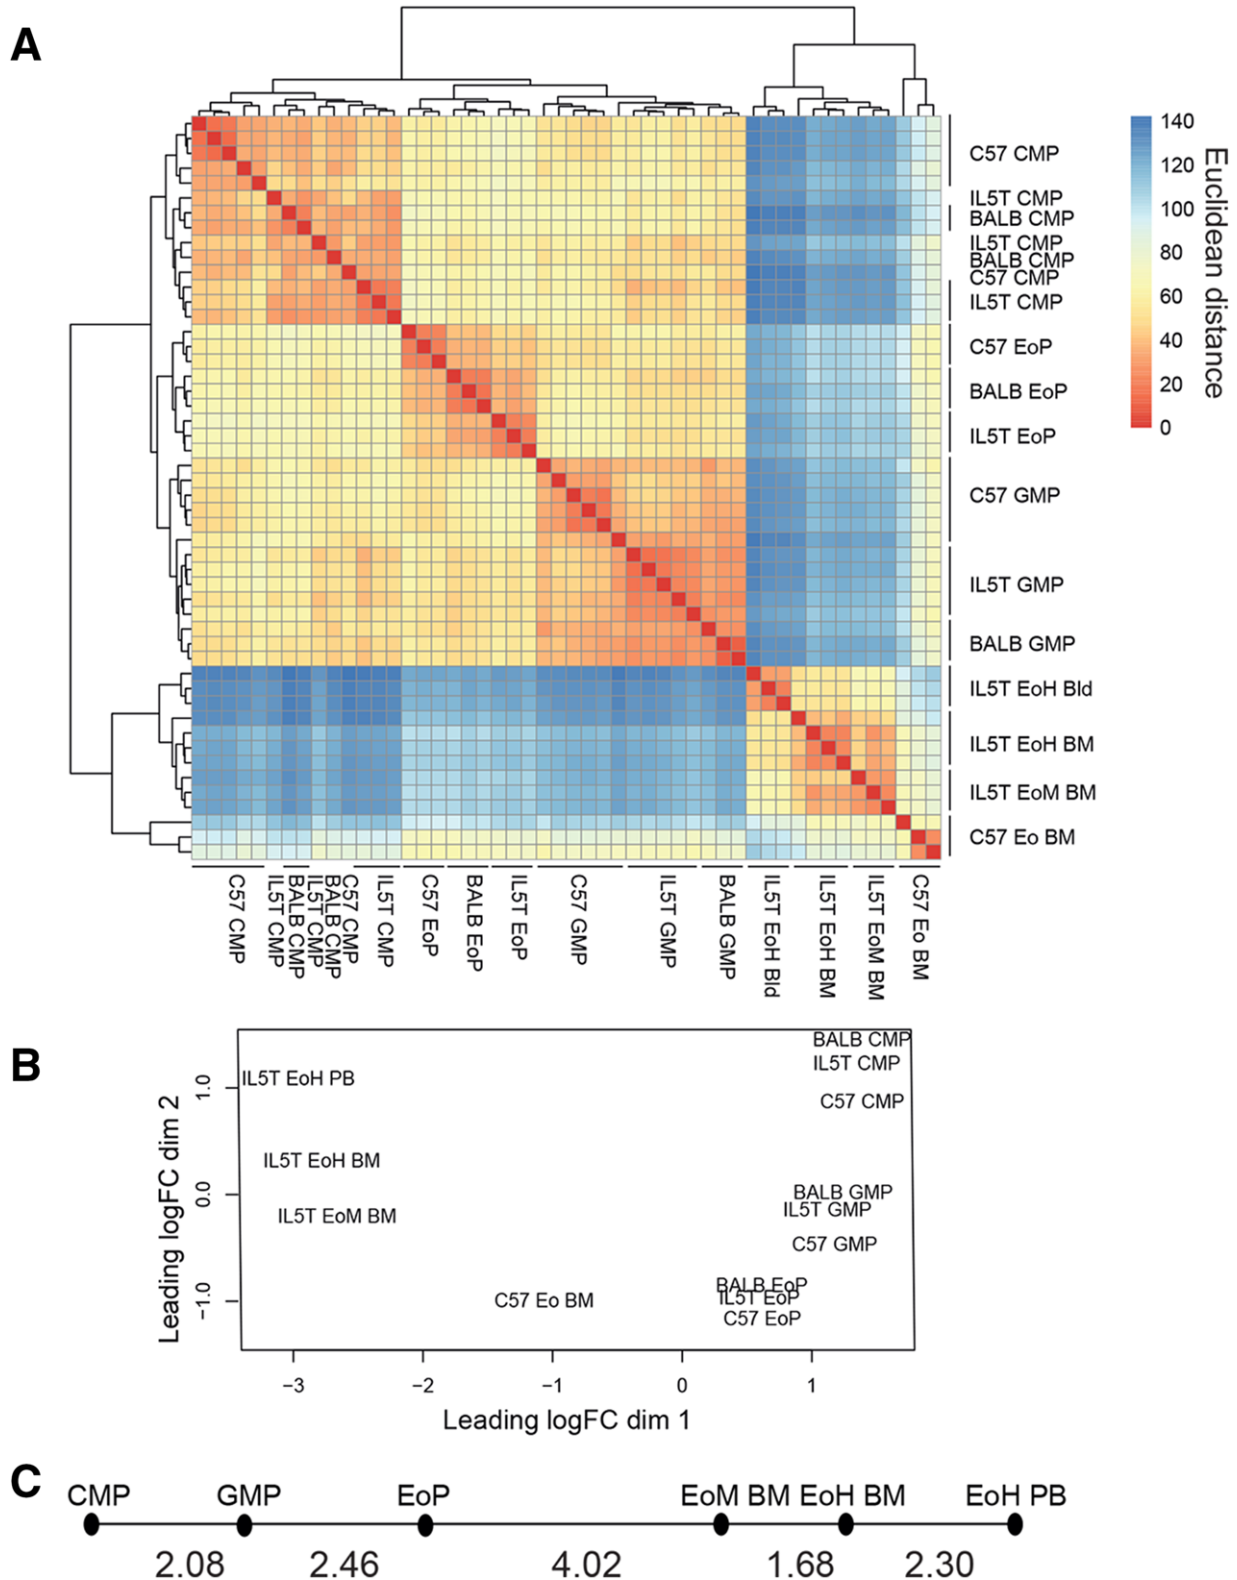 A
C57 CMP
IL5T CMP
BALB CMP
IL5T CMP
BALB CMP
C57 CMP
IL5T CMP
C57 EoP
BALB EoP
IL5T EoP
C57 GMP
IL5T GMP
BALB GMP
IL5T EoH Bld
IL5T EoH BM
IL5T EoM BM
C57 Eo BM
140
120
100
80
60
40
20
0
Euclidean distance
C57 CMP
IL5T CMP
BALB CMP
IL5T CMP
BALB CMP
C57 CMP
IL5T CMP
C57 EoP
BALB EoP
IL5T EoP
C57 GMP
IL5T GMP
BALB GMP
IL5T EoH Bld
IL5T EoH BM
IL5T EoM BM
C57 Eo BM
B
Leading logFC dim 2
1.0
0.0
−1.0
BALB CMP
IL5T CMP
IL5T EoH PB
C57 CMP
IL5T EoH BM
BALB GMP
IL5T GMP
IL5T EoM BM
C57 GMP
BALB EoP
IL5T EoP
C57 Eo BM
C57 EoP
−3 −2 −1 0 1
Leading logFC dim 1
C
CMP GMP EoP EoM BM EoH BM EoH PB
2.08 2.46 4.02 1.68 2.30